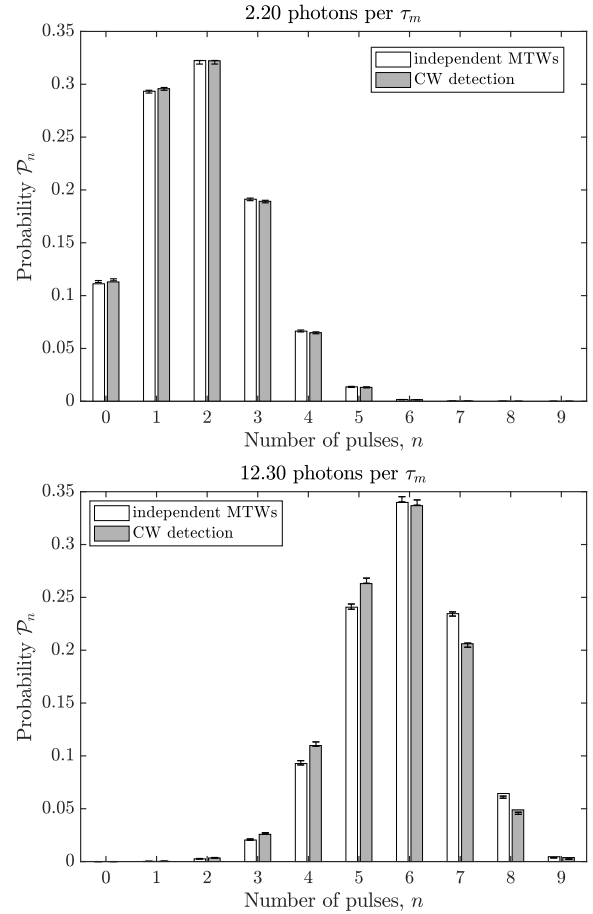 2.20 photons per τm
independent MTWs
CW detection
0.35
0.3
0.25
0.2
0.15
0.1
0.05
0
Probability 𝒫n
0 1 2 3 4 5 6 7 8 9
Number of pulses, n
12.30 photons per τm
independent MTWs
CW detection
0.35
0.3
0.25
0.2
0.15
0.1
0.05
0
Probability 𝒫n
0 1 2 3 4 5 6 7 8 9
Number of pulses, n